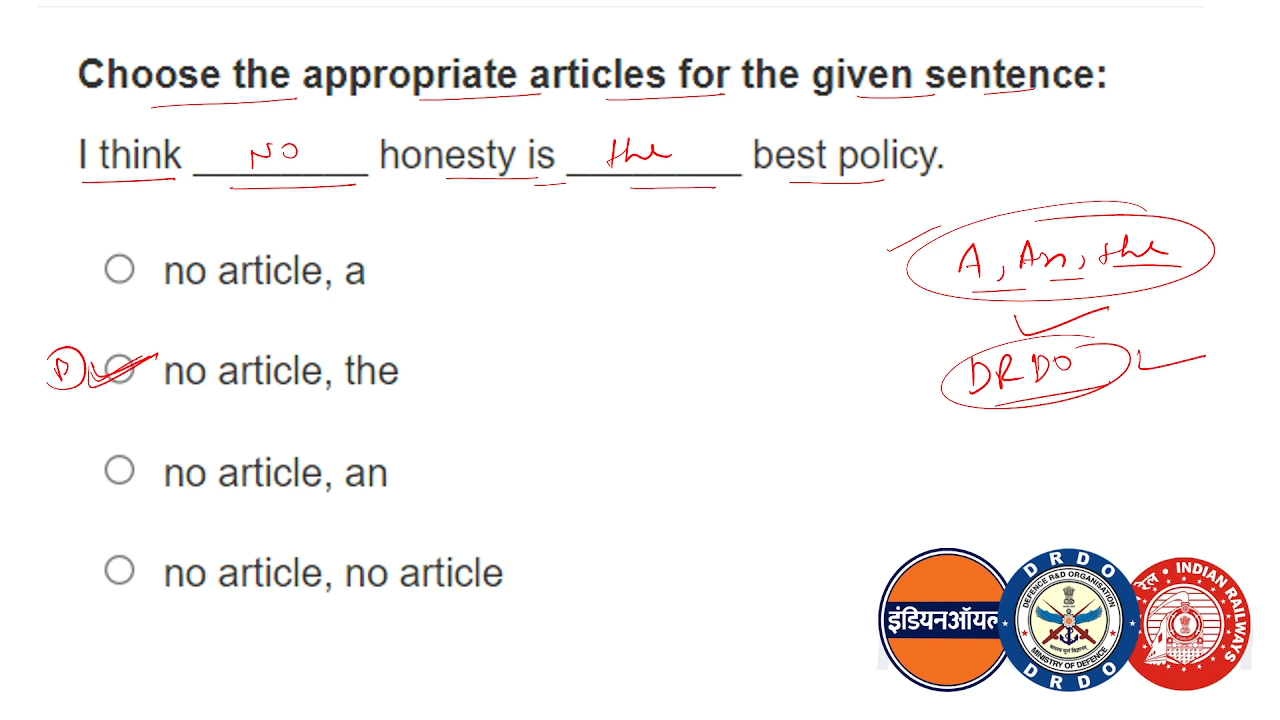 Choose the appropriate articles for the given sentence:
I think NO honesty is the best policy.
A, An, the
no article, a
DRDO
D no article, the
no article, an
no article, no article
इंडियनऑयल
DRDO
DEFENCE R&D ORGANISATION
MINISTRY OF DEFENCE
DRDO
रेल • INDIAN RAILWAYS